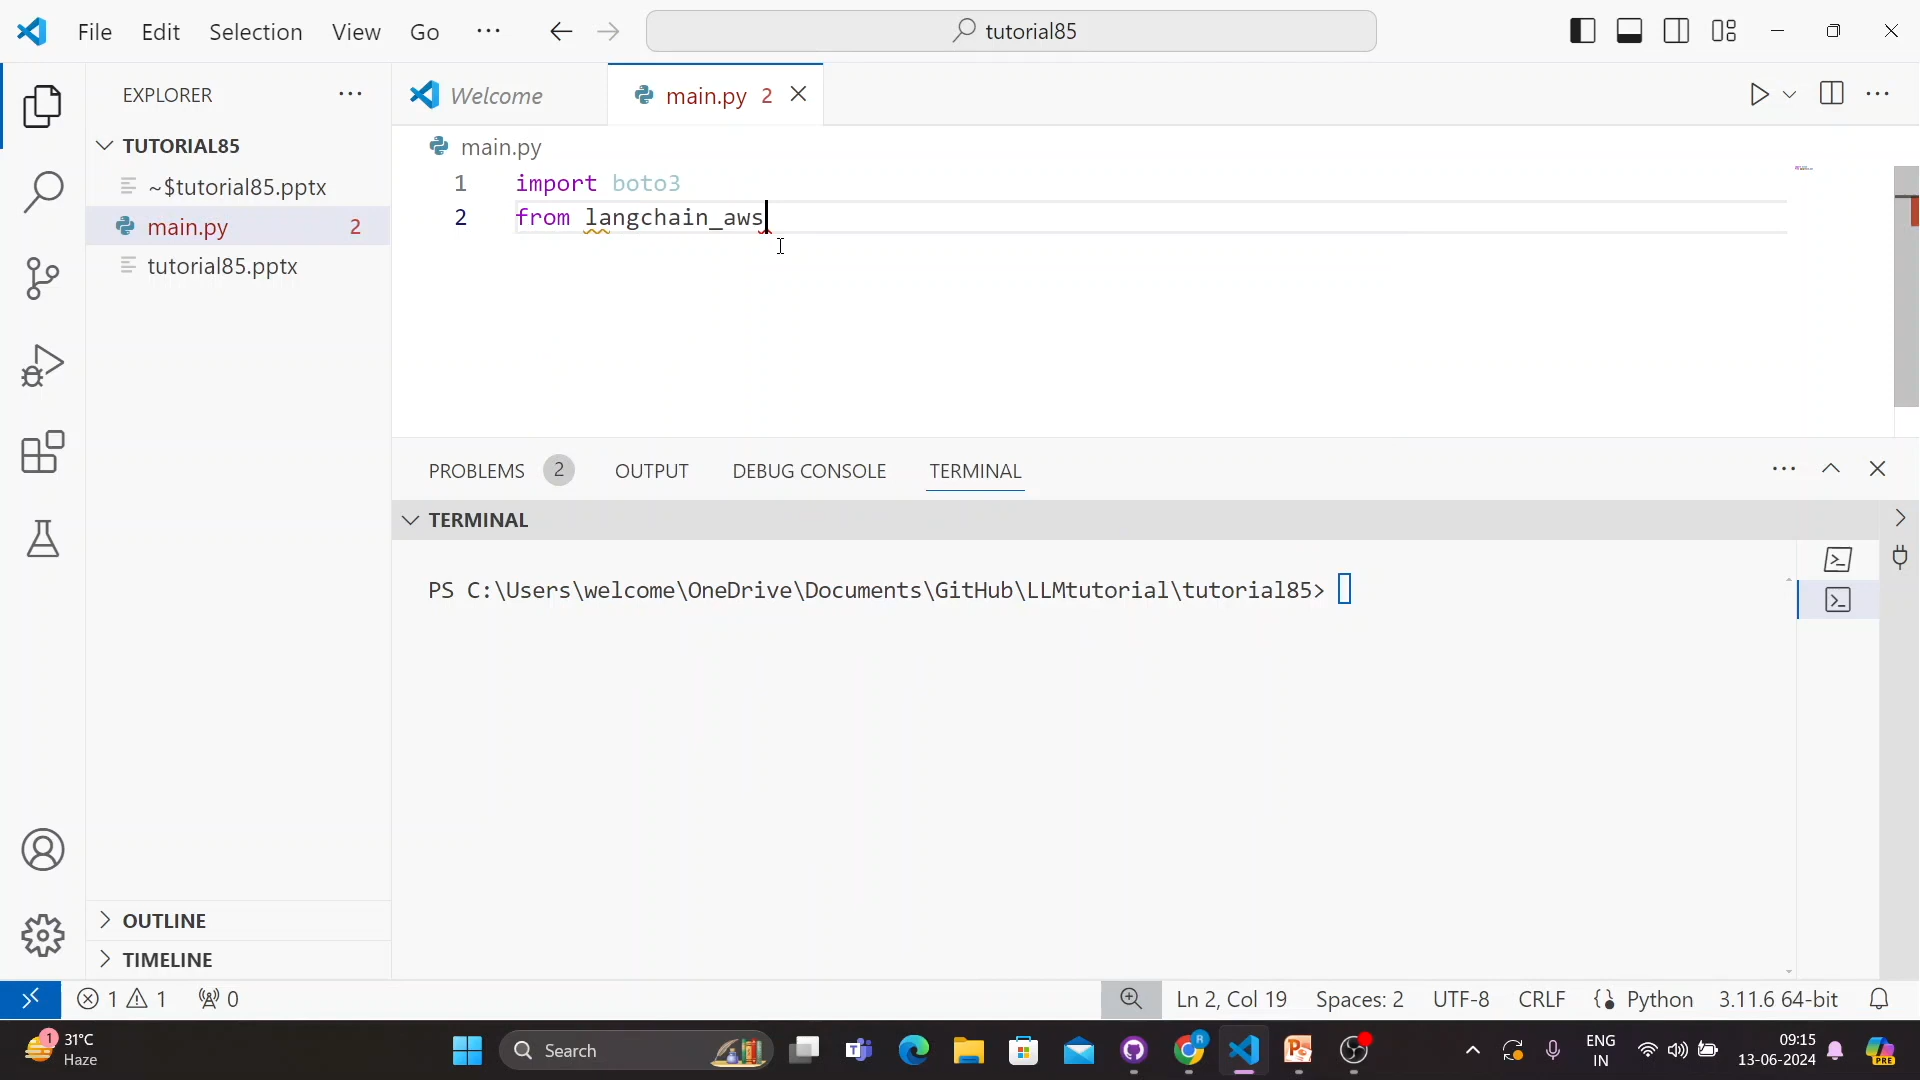 File Edit Selection View Go ··· tutorial85
EXPLORER ···
TUTORIAL85
~$tutorial85.pptx
main.py 2
tutorial85.pptx
OUTLINE
TIMELINE
Welcome main.py 2
main.py
1 import boto3
2 from langchain_aws
PROBLEMS 2 OUTPUT DEBUG CONSOLE TERMINAL
TERMINAL
PS C:\Users\welcome\OneDrive\Documents\GitHub\LLMtutorial\tutorial85>
1 1 0 Ln 2, Col 19 Spaces: 2 UTF-8 CRLF Python 3.11.6 64-bit
1 31°C
Haze
Search
R
PRE
ENG
IN
09:15
13-06-2024